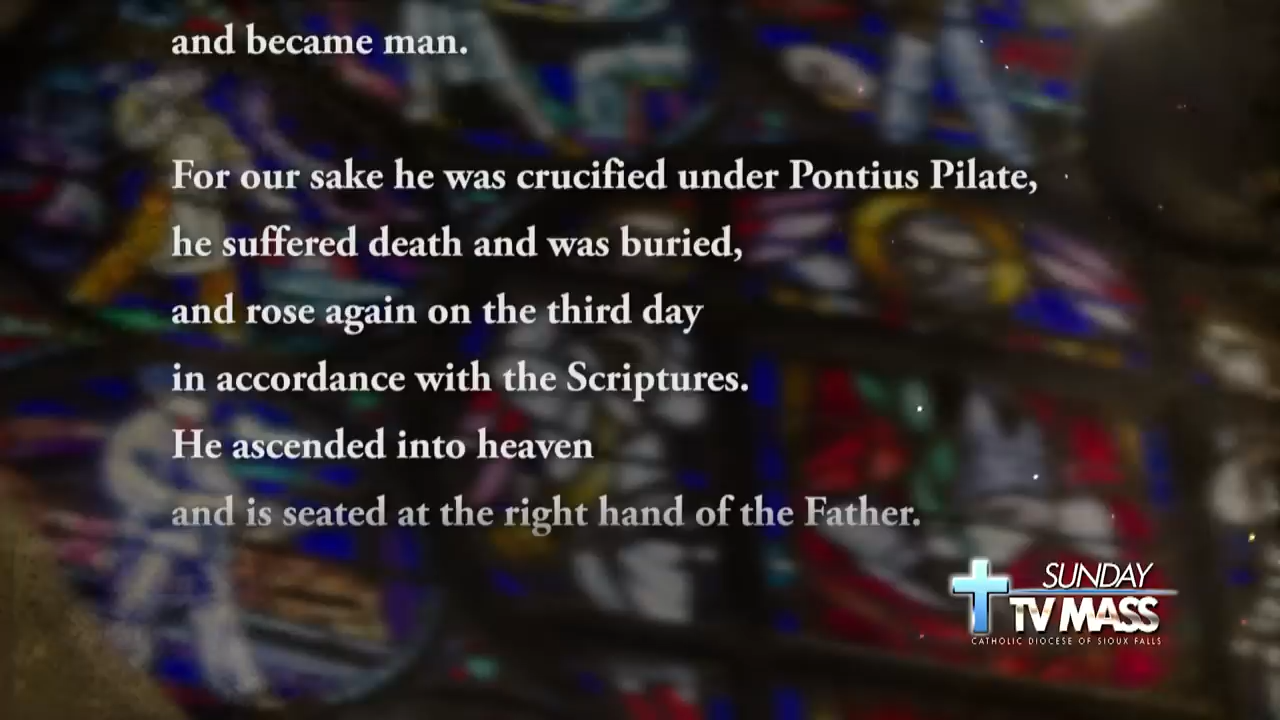 and became man.
For our sake he was crucified under Pontius Pilate,
he suffered death and was buried,
and rose again on the third day
in accordance with the Scriptures.
He ascended into heaven
and is seated at the right hand of the Father.
SUNDAY
TV MASS
CATHOLIC DIOCESE OF SIOUX FALLS